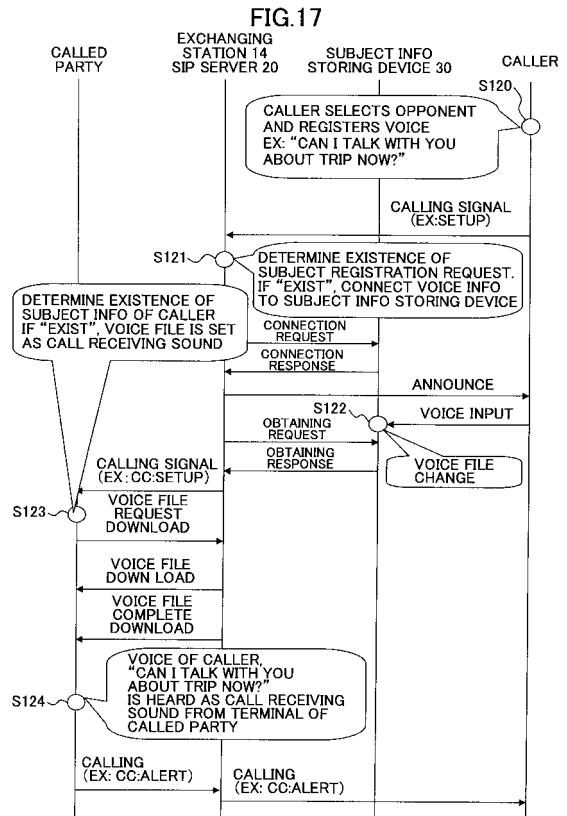 FIG.17
CALLED
PARTY
EXCHANGING
STATION 14
SIP SERVER 20
SUBJECT INFO
STORING DEVICE 30
CALLER
S120
CALLER SELECTS OPPONENT
AND REGISTERS VOICE
EX: “CAN I TALK WITH YOU
ABOUT TRIP NOW?”
CALLING SIGNAL
(EX:SETUP)
S121
DETERMINE EXISTENCE OF
SUBJECT REGISTRATION REQUEST.
IF “EXIST”, CONNECT VOICE INFO
TO SUBJECT INFO STORING DEVICE
DETERMINE EXISTENCE OF
SUBJECT INFO OF CALLER
IF “EXIST”, VOICE FILE IS SET
AS CALL RECEIVING SOUND
CONNECTION
REQUEST
CONNECTION
RESPONSE
ANNOUNCE
S122
VOICE INPUT
OBTAINING
REQUEST
OBTAINING
RESPONSE
VOICE FILE
CHANGE
CALLING SIGNAL
(EX: CC:SETUP)
S123
VOICE FILE
REQUEST
DOWNLOAD
VOICE FILE
DOWN LOAD
VOICE FILE
COMPLETE
DOWNLOAD
S124
VOICE OF CALLER,
“CAN I TALK WITH YOU
ABOUT TRIP NOW?”
IS HEARD AS CALL RECEIVING
SOUND FROM TERMINAL OF
CALLED PARTY
CALLING
(EX: CC:ALERT)
CALLING
(EX: CC:ALERT)